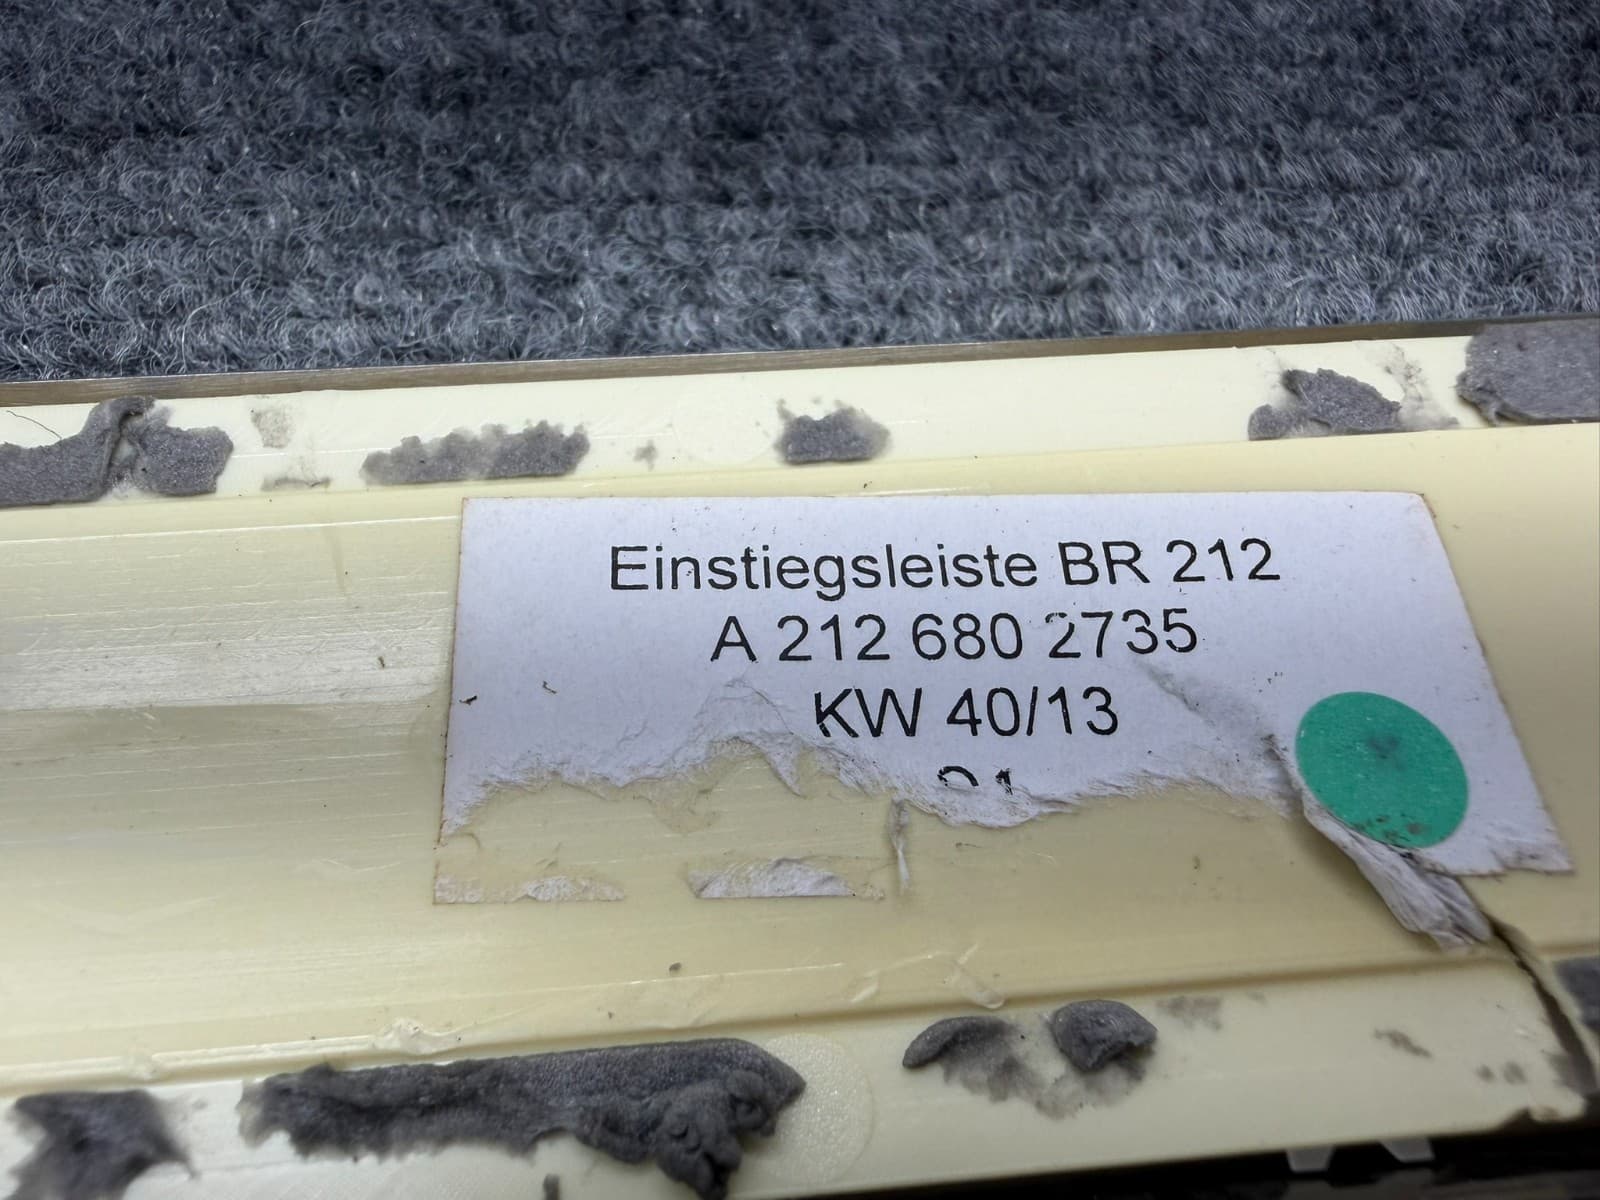 Einstiegsleiste BR 212
A 212 680 2735
KW 40/13